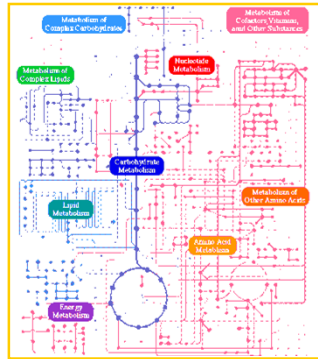 Metabolism of
Complex Carbohydrates
Metabolism of
Cofactors, Vitamins,
and Other Substances
Nucleotide
Metabolism
Metabolism of
Complex Lipids
Carbohydrate
Metabolism
Metabolism of
Other Amino Acids
Lipid
Metabolism
Amino Acid
Metabolism
Energy
Metabolism